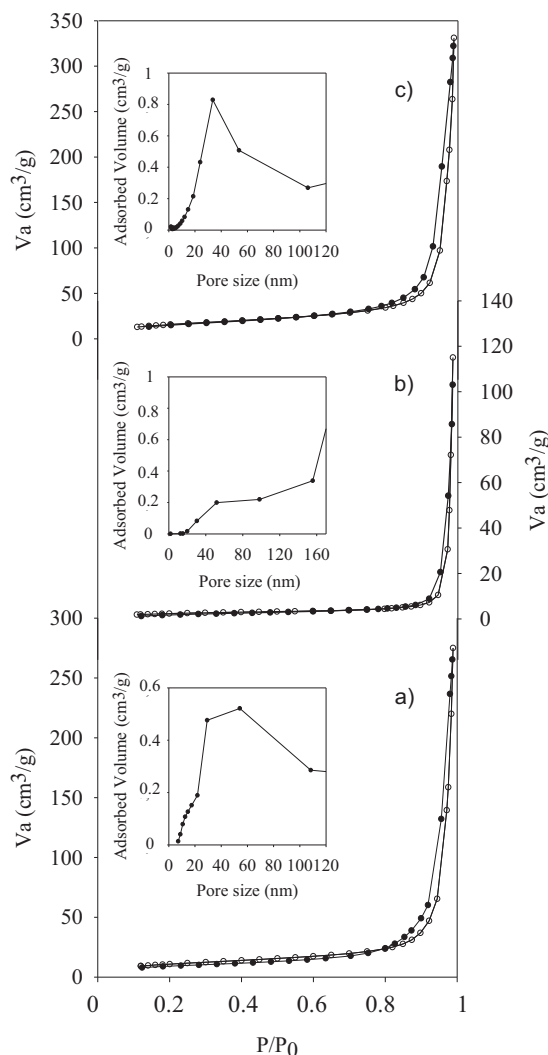 350
300
250
200
150
100
50
0
Va (cm3/g)
c)
1
0.8
0.6
0.4
0.2
0
Adsorbed Volume (cm3/g)
0 20 40 60 80 100 120
Pore size (nm)
140
120
100
80
60
40
20
0
Va (cm3/g)
b)
1
0.8
0.6
0.4
0.2
0
Adsorbed Volume (cm3/g)
0 40 80 120 160
Pore size (nm)
300
250
200
150
100
50
0
Va (cm3/g)
a)
0.6
0.4
0.2
0
Adsorbed Volume (cm3/g)
0 20 40 60 80 100 120
Pore size (nm)
0 0.2 0.4 0.6 0.8 1
P/P0